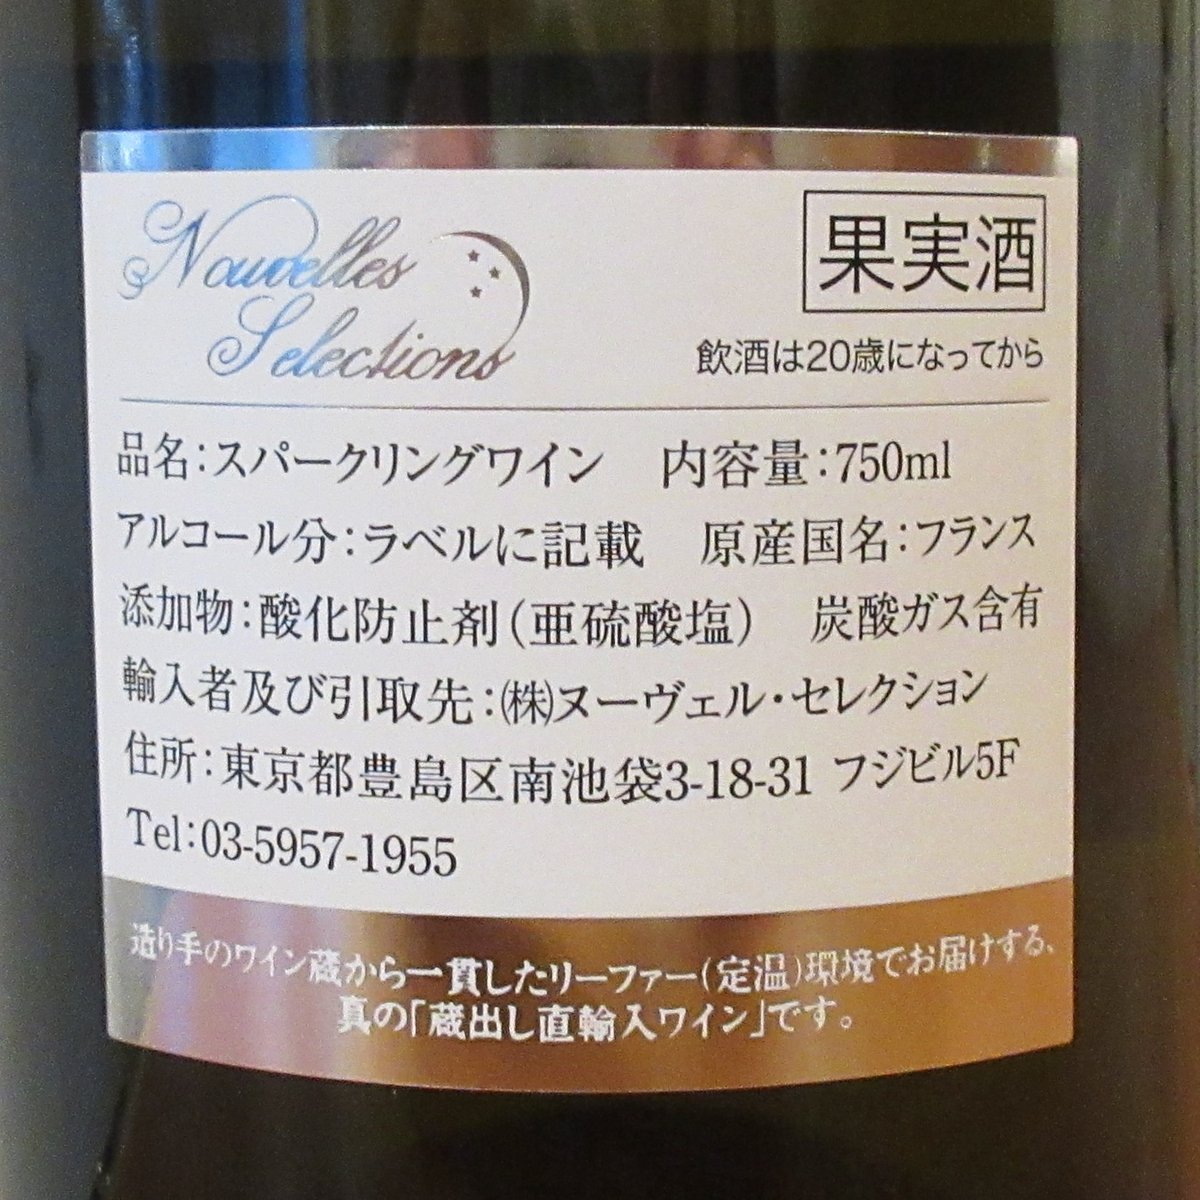 Nouvelles
Selections
果実酒
飲酒は20歳になってから
品名:スパークリングワイン 内容量:750ml
アルコール分:ラベルに記載 原産国名:フランス
添加物:酸化防止剤(亜硫酸塩) 炭酸ガス含有
輸入者及び引取先:㈱ヌーヴェル・セレクション
住所:東京都豊島区南池袋3-18-31 フジビル5F
Tel:03-5957-1955
造り手のワイン蔵から一貫したリーファー(定温)環境でお届けする、
真の「蔵出し直輸入ワイン」です。